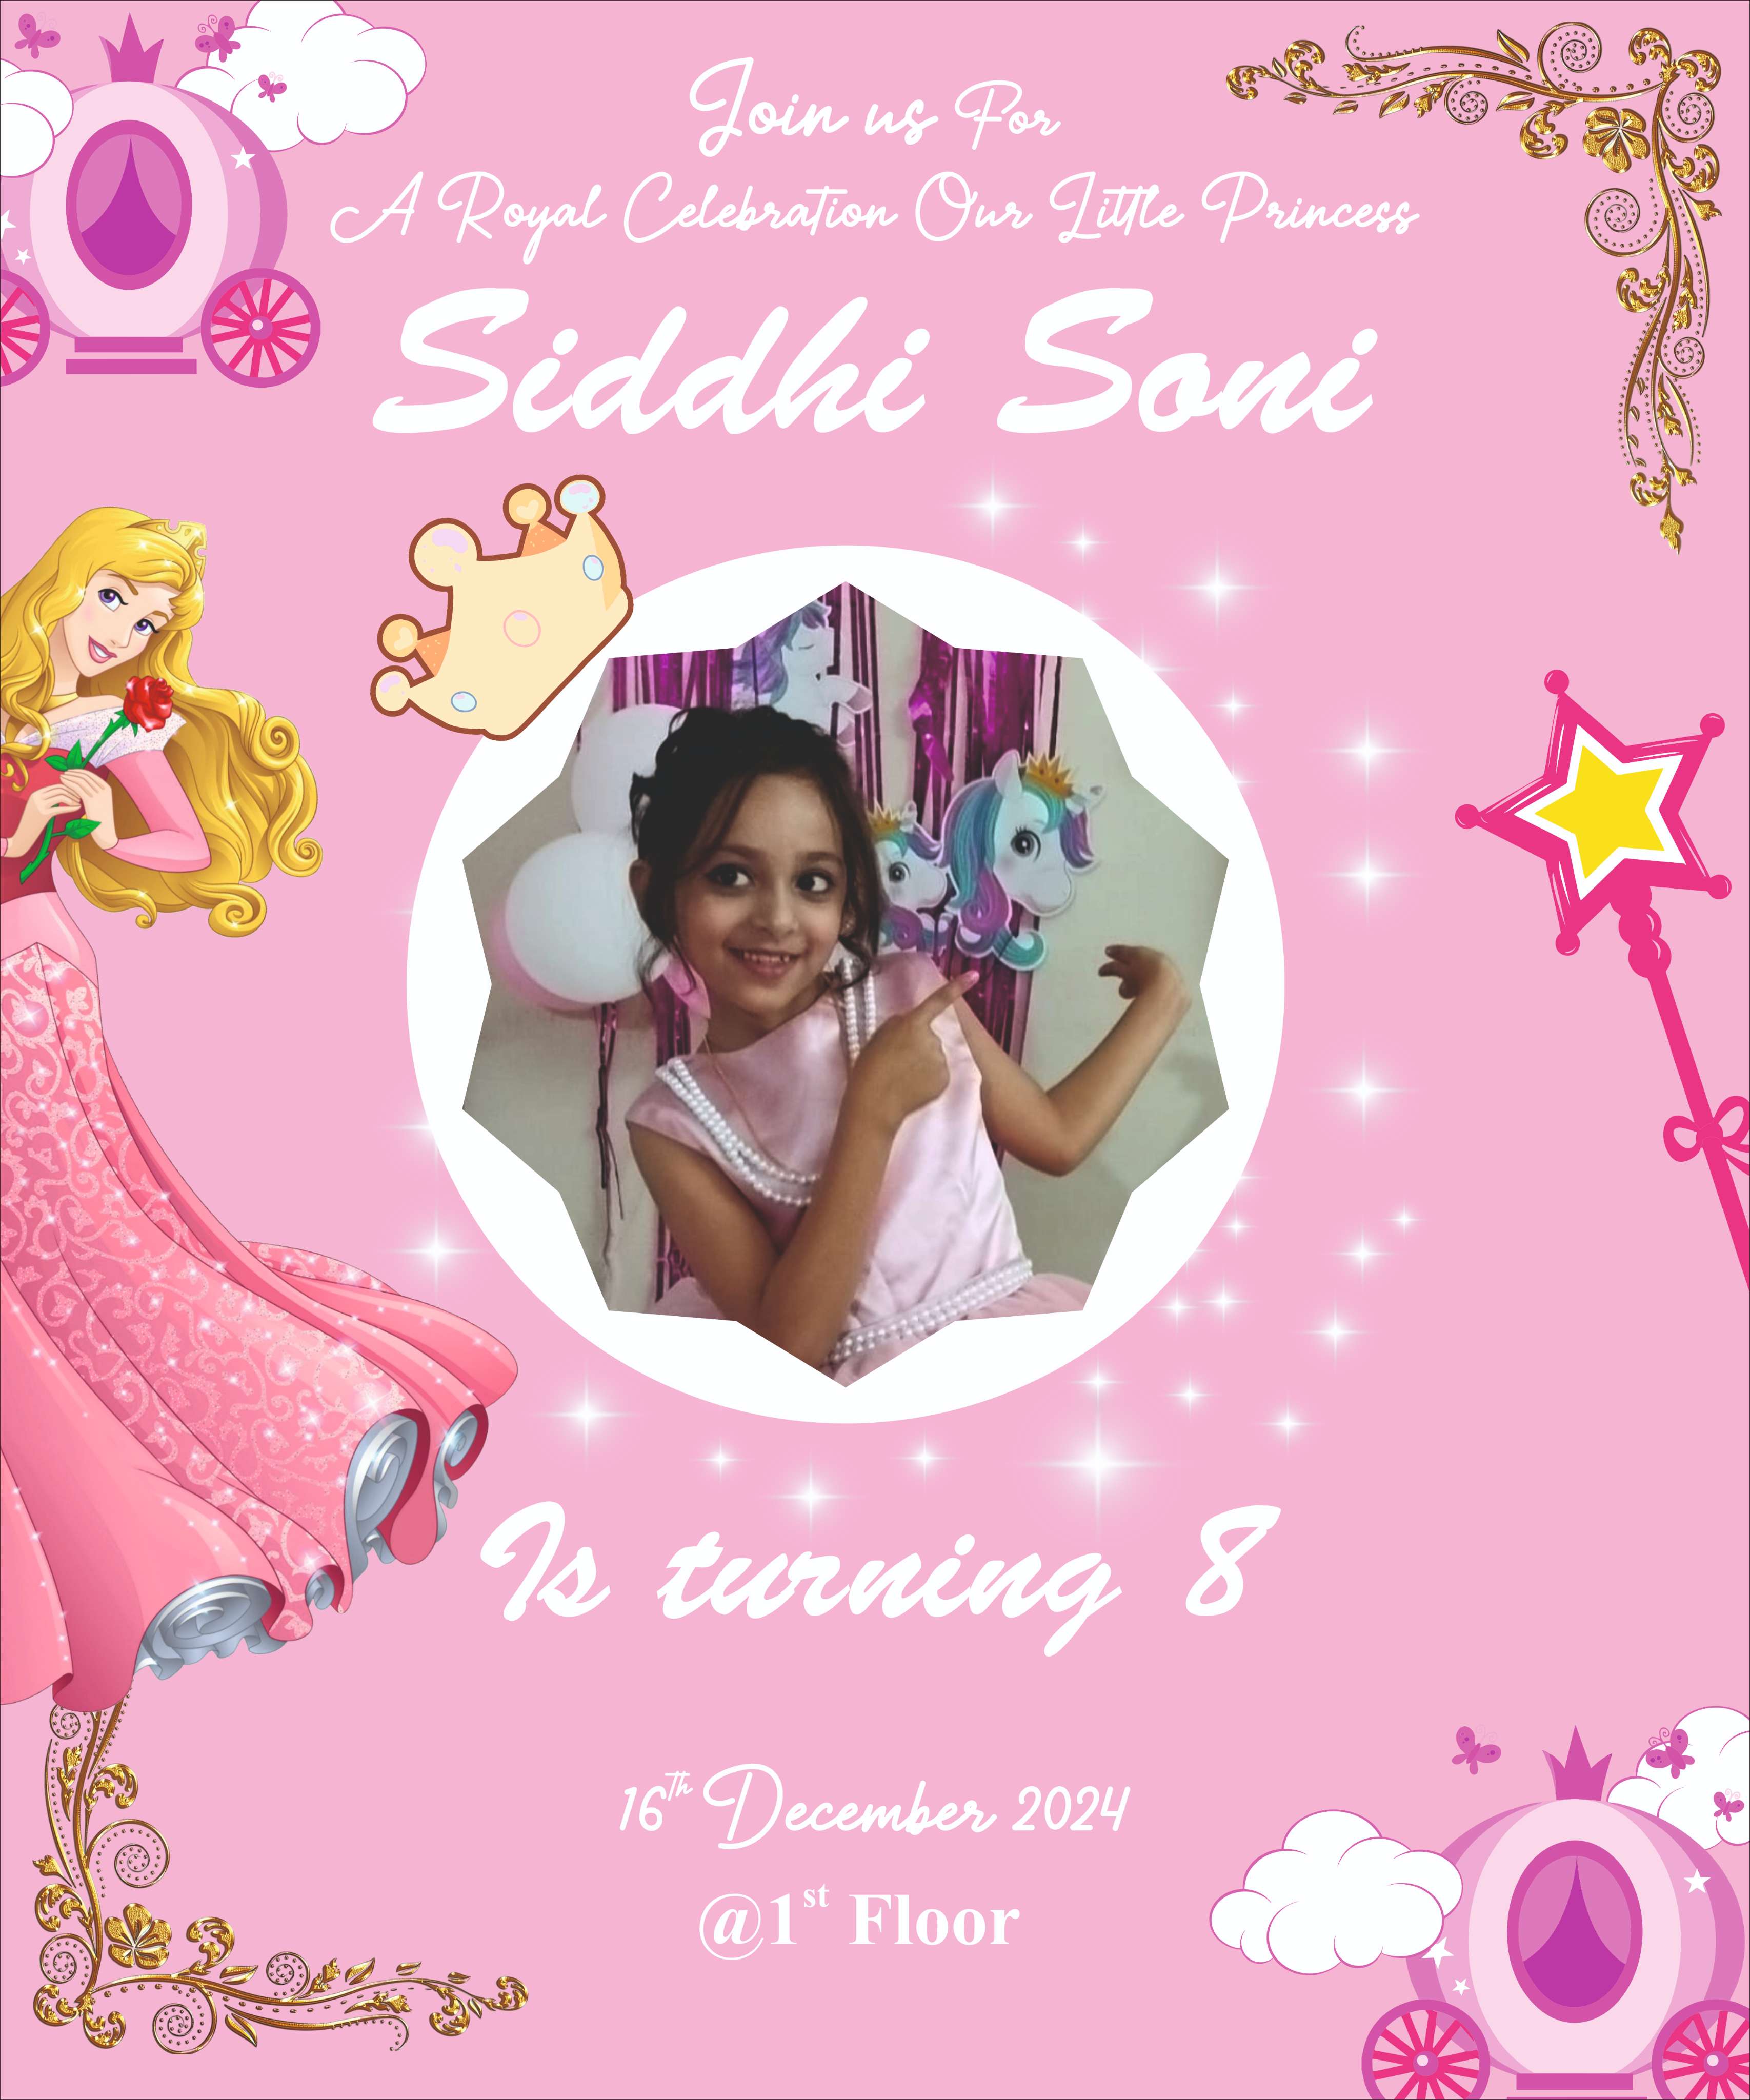 Join us For
A Royal Celebration Our Little Princess
Siddhi Soni
Is turning 8
16th December 2024
@1st Floor